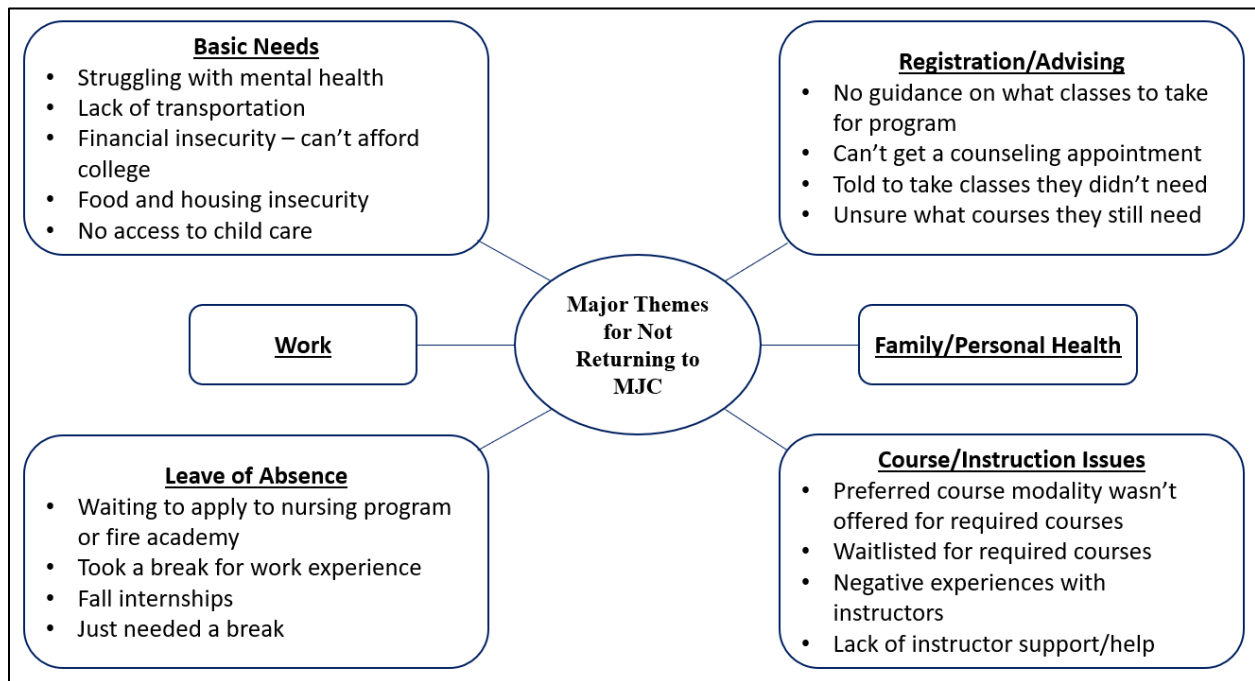 Basic Needs
• Struggling with mental health
• Lack of transportation
• Financial insecurity – can’t afford
college
• Food and housing insecurity
• No access to child care
Registration/Advising
• No guidance on what classes to take
for program
• Can’t get a counseling appointment
• Told to take classes they didn’t need
• Unsure what courses they still need
Work
Major Themes
for Not
Returning to
MJC
Family/Personal Health
Leave of Absence
• Waiting to apply to nursing program
or fire academy
• Took a break for work experience
• Fall internships
• Just needed a break
Course/Instruction Issues
• Preferred course modality wasn’t
offered for required courses
• Waitlisted for required courses
• Negative experiences with
instructors
• Lack of instructor support/help